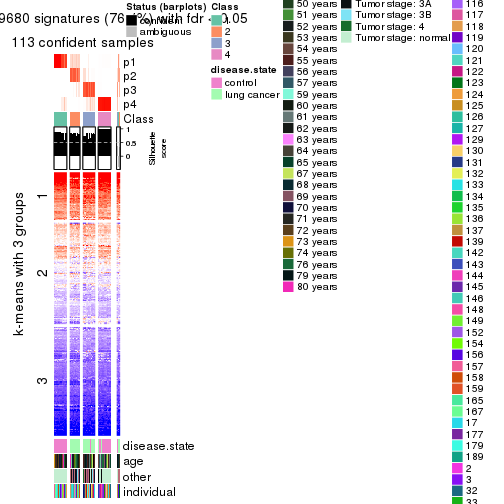 9680 signatures (76. %) with fdr < 0.05
113 confident samples
Status (barplots)
confident
ambiguous
Class
1
2
3
4
disease.state
control
lung cancer
p1
p2
p3
p4
Class
1
0.5
0
Silhouette
score
k-means with 3 groups
1
2
3
disease.state
age
other
individual
50 years
51 years
52 years
53 years
54 years
55 years
56 years
57 years
59 years
60 years
61 years
62 years
63 years
64 years
65 years
67 years
68 years
69 years
70 years
71 years
72 years
73 years
74 years
76 years
79 years
80 years
Tumor stage: 3A
Tumor stage: 3B
Tumor stage: 4
Tumor stage: normal
116
117
118
119
120
121
122
123
124
125
126
127
129
130
131
132
133
134
135
136
137
139
142
143
144
145
146
148
149
152
154
156
157
158
159
165
167
17
177
179
189
2
3
32
33